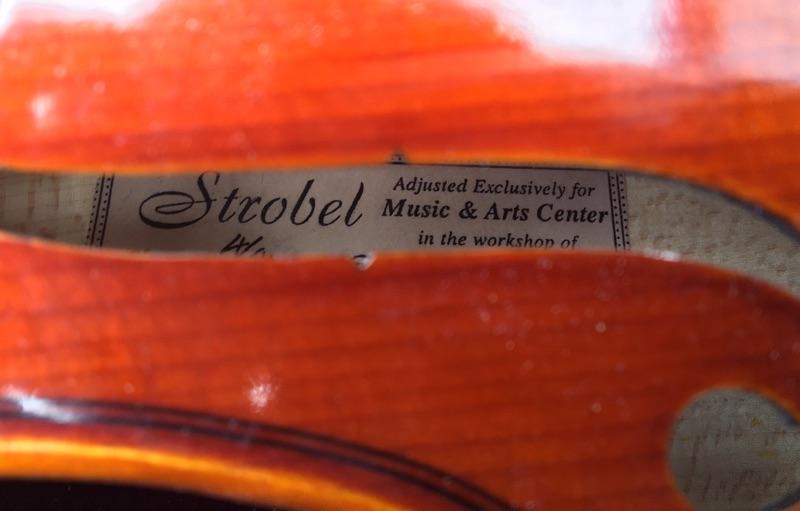 Strobel
Adjusted Exclusively for
Music & Arts Center
in the workshop of